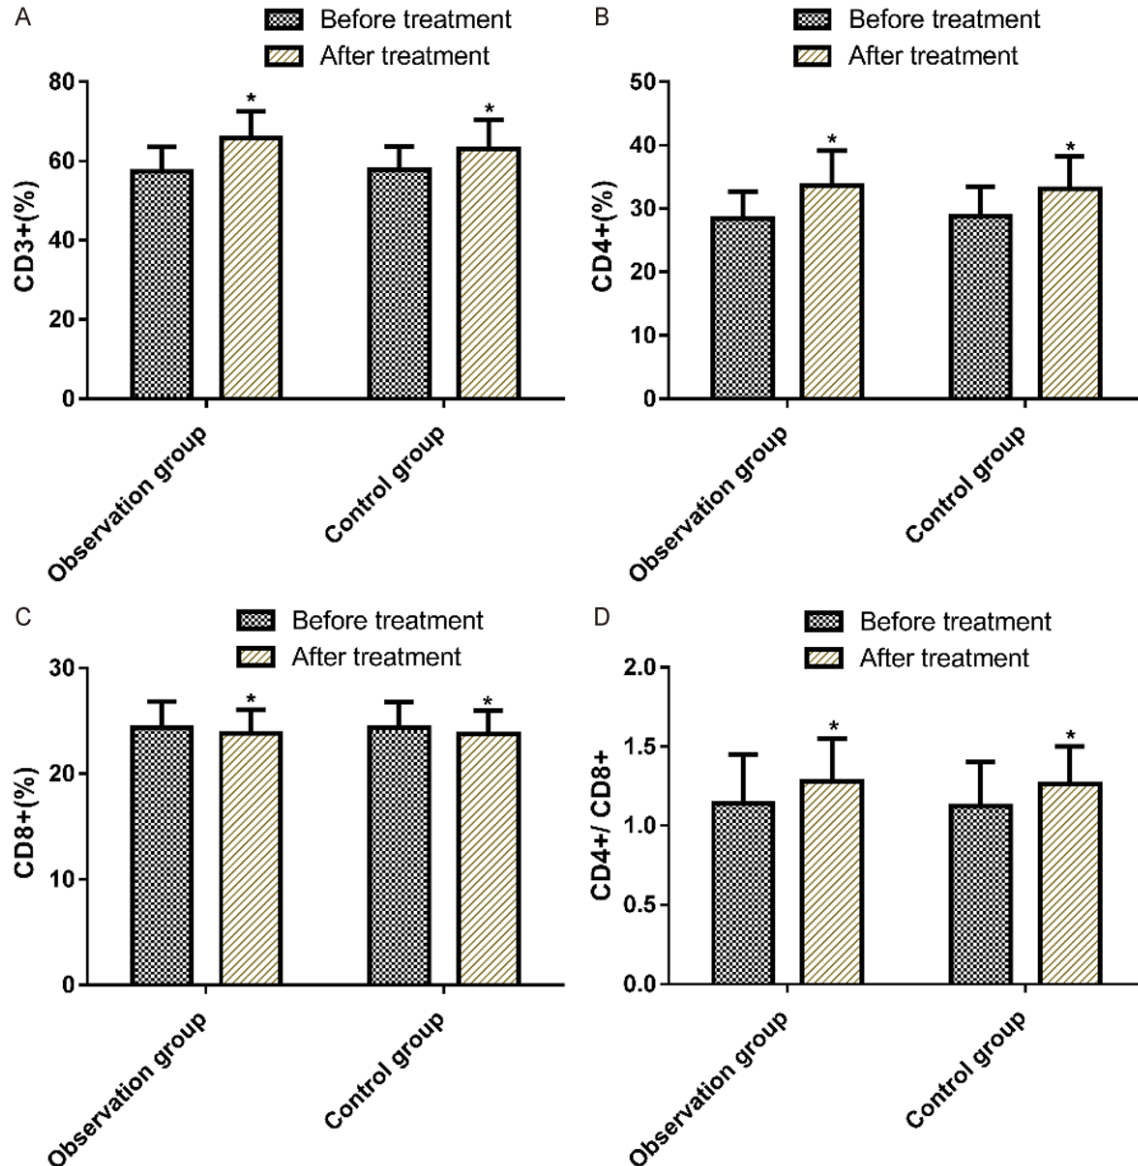 A
Before treatment
After treatment
80
60
40
20
0
CD3+(%)
*
*
Observation group
Control group
B
Before treatment
After treatment
50
40
30
20
10
0
CD4+(%)
*
*
Observation group
Control group
C
Before treatment
After treatment
30
20
10
0
CD8+(%)
*
*
Observation group
Control group
D
Before treatment
After treatment
2.0
1.5
1.0
0.5
0.0
CD4+/ CD8+
*
*
Observation group
Control group